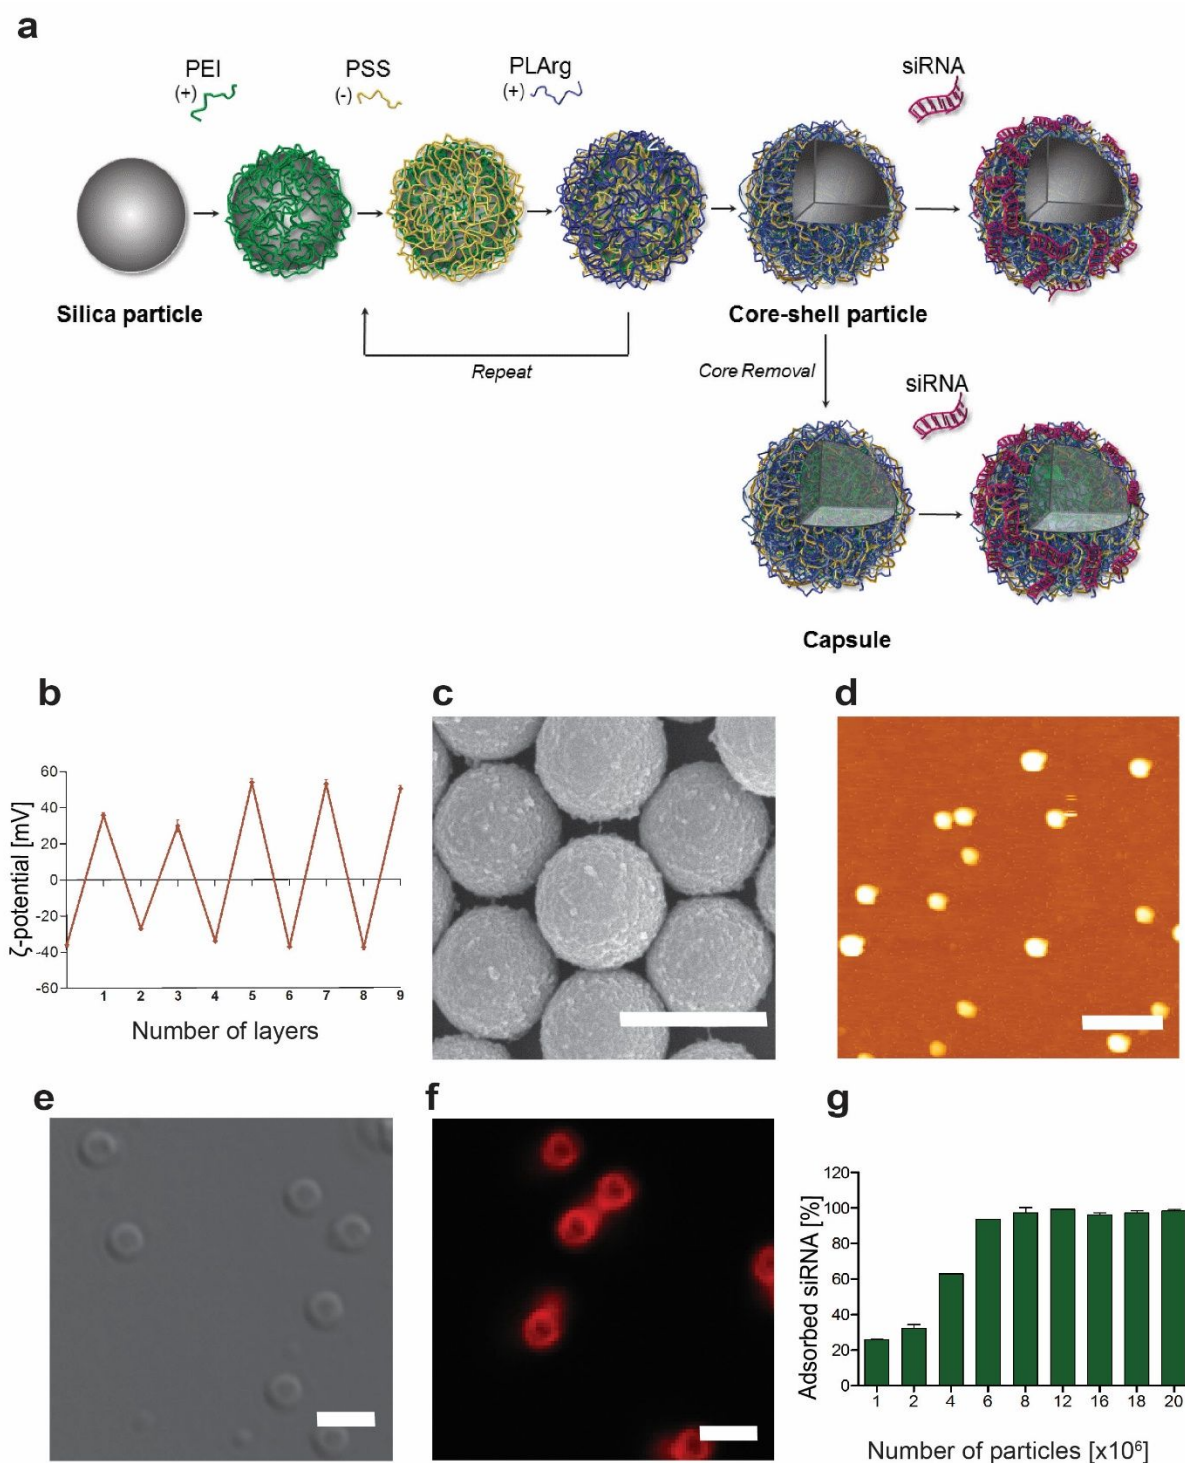 a
PEI
(+)
PSS
(-)
PLArg
(+)
siRNA
Silica particle
Core-shell particle
Repeat
Core Removal
siRNA
Capsule
b
ζ-potential [mV]
60
40
20
0
-20
-40
-60
1 2 3 4 5 6 7 8 9
Number of layers
c
d
e
f
g
Adsorbed siRNA [%]
120
100
80
60
40
20
0
1 2 4 6 8 12 16 18 20
Number of particles [x10⁶]